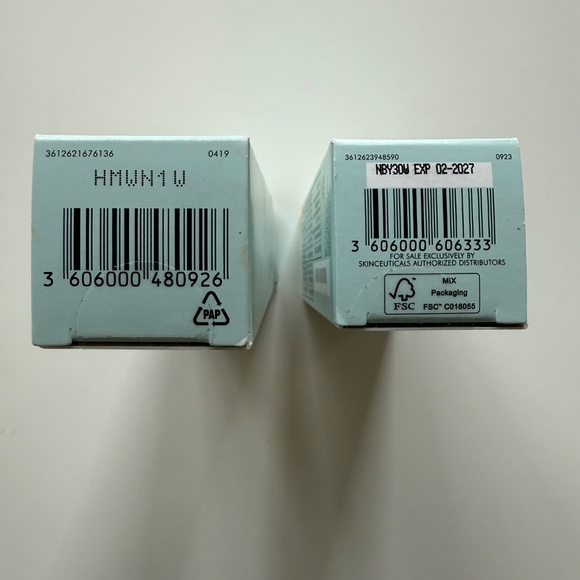 3612621676136 0419
HMWN1W
3 606000 480926
PAP
3612623948590 0923
NBY30W EXP 02-2027
3 606000 606333
FOR SALE EXCLUSIVELY BY
SKINCEUTICALS AUTHORIZED DISTRIBUTORS
FSC
MIX
Packaging
FSC™ C016055